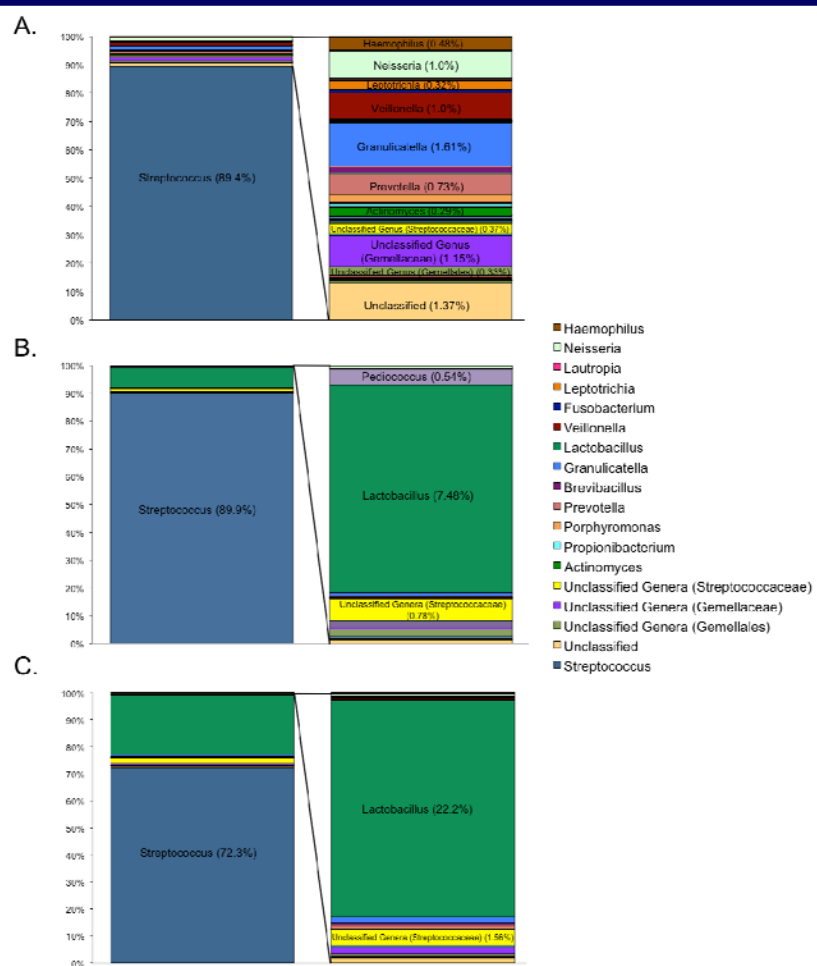 A.
100%
90%
80%
70%
60%
50%
40%
30%
20%
10%
0%
Streptococcus (89.4%)
Haemophilus (0.48%)
Neisseria (1.0%)
Leptotrichia (0.32%)
Veillonella (1.0%)
Granulicatella (1.61%)
Prevotella (0.73%)
Actinomyces (0.79%)
Unclassified Genus (Streptococcaceae) (0.37%)
Unclassified Genus
(Gemellaceae) (1.15%)
Unclassified Genus (Gemellales) (0.33%)
Unclassified (1.37%)
B.
100%
90%
80%
70%
60%
50%
40%
30%
20%
10%
0%
Streptococcus (89.9%)
Pediococcus (0.54%)
Lactobacillus (7.48%)
Unclassified Genera (Streptococcaceae)
(0.78%)
Haemophilus
Neisseria
Lautropia
Leptotrichia
Fusobacterium
Veillonella
Lactobacillus
Granulicatella
Brevibacillus
Prevotella
Porphyromonas
Propionibacterium
Actinomyces
Unclassified Genera (Streptococcaceae)
Unclassified Genera (Gemellaceae)
Unclassified Genera (Gemellales)
Unclassified
Streptococcus
C.
100%
90%
80%
70%
60%
50%
40%
30%
20%
10%
0%
Streptococcus (72.3%)
Lactobacillus (22.2%)
Unclassified Genera (Streptococcaceae) (1.56%)